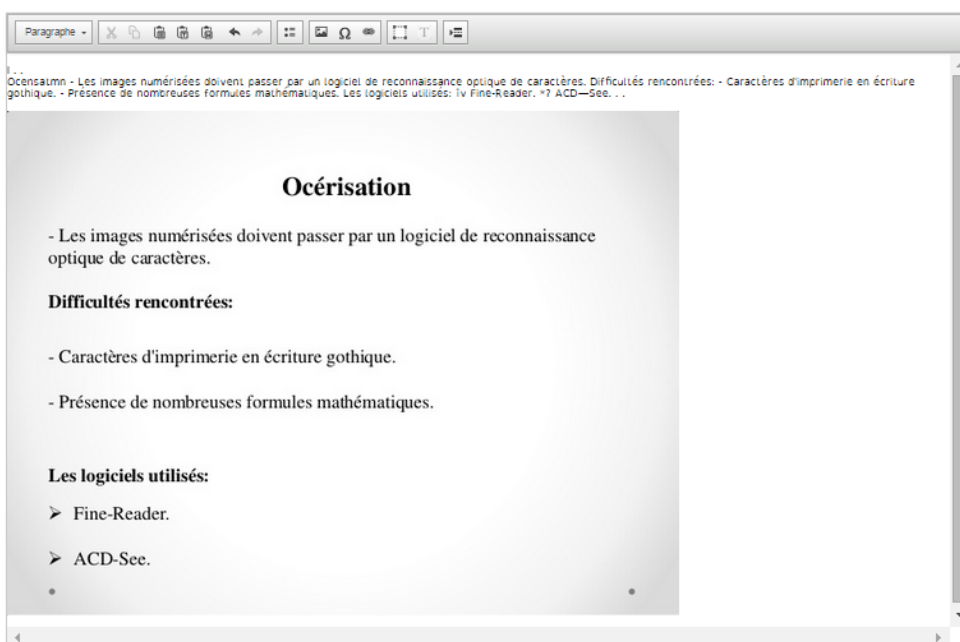 Paragraphe
I . .
Ocensatmn - Les images numérisées doivent passer par un logiciel de reconnaissance optique de caractères. Difficultés rencontrées: - Caractères d'imprimerie en écriture
gothique. - Présence de nombreuses formules mathématiques. Les logiciels utilisés: îv Fine-Reader. *? ACD—See. . .
Océrisation
- Les images numérisées doivent passer par un logiciel de reconnaissance
optique de caractères.
Difficultés rencontrées:
- Caractères d'imprimerie en écriture gothique.
- Présence de nombreuses formules mathématiques.
Les logiciels utilisés:
➢ Fine-Reader.
➢ ACD-See.